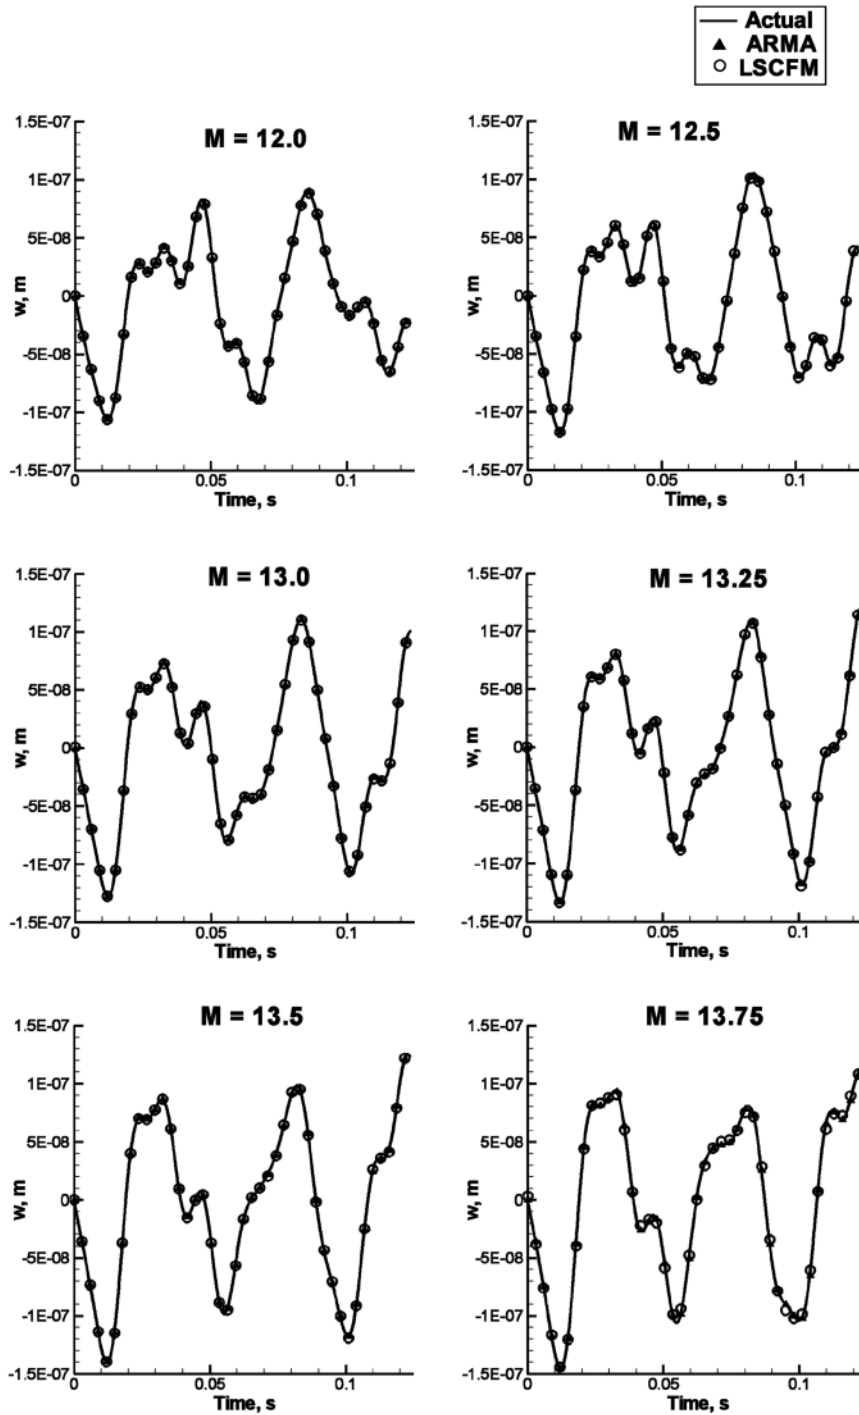 Actual
ARMA
LSCFM
M = 12.0
1.5E-07
1E-07
5E-08
0
-5E-08
-1E-07
-1.5E-07
w, m
0
0.05
0.1
Time, s
M = 12.5
1.5E-07
1E-07
5E-08
0
-5E-08
-1E-07
-1.5E-07
w, m
0
0.05
0.1
Time, s
M = 13.0
1.5E-07
1E-07
5E-08
0
-5E-08
-1E-07
-1.5E-07
w, m
0
0.05
0.1
Time, s
M = 13.25
1.5E-07
1E-07
5E-08
0
-5E-08
-1E-07
-1.5E-07
w, m
0
0.05
0.1
Time, s
M = 13.5
1.5E-07
1E-07
5E-08
0
-5E-08
-1E-07
-1.5E-07
w, m
0
0.05
0.1
Time, s
M = 13.75
1.5E-07
1E-07
5E-08
0
-5E-08
-1E-07
-1.5E-07
w, m
0
0.05
0.1
Time, s